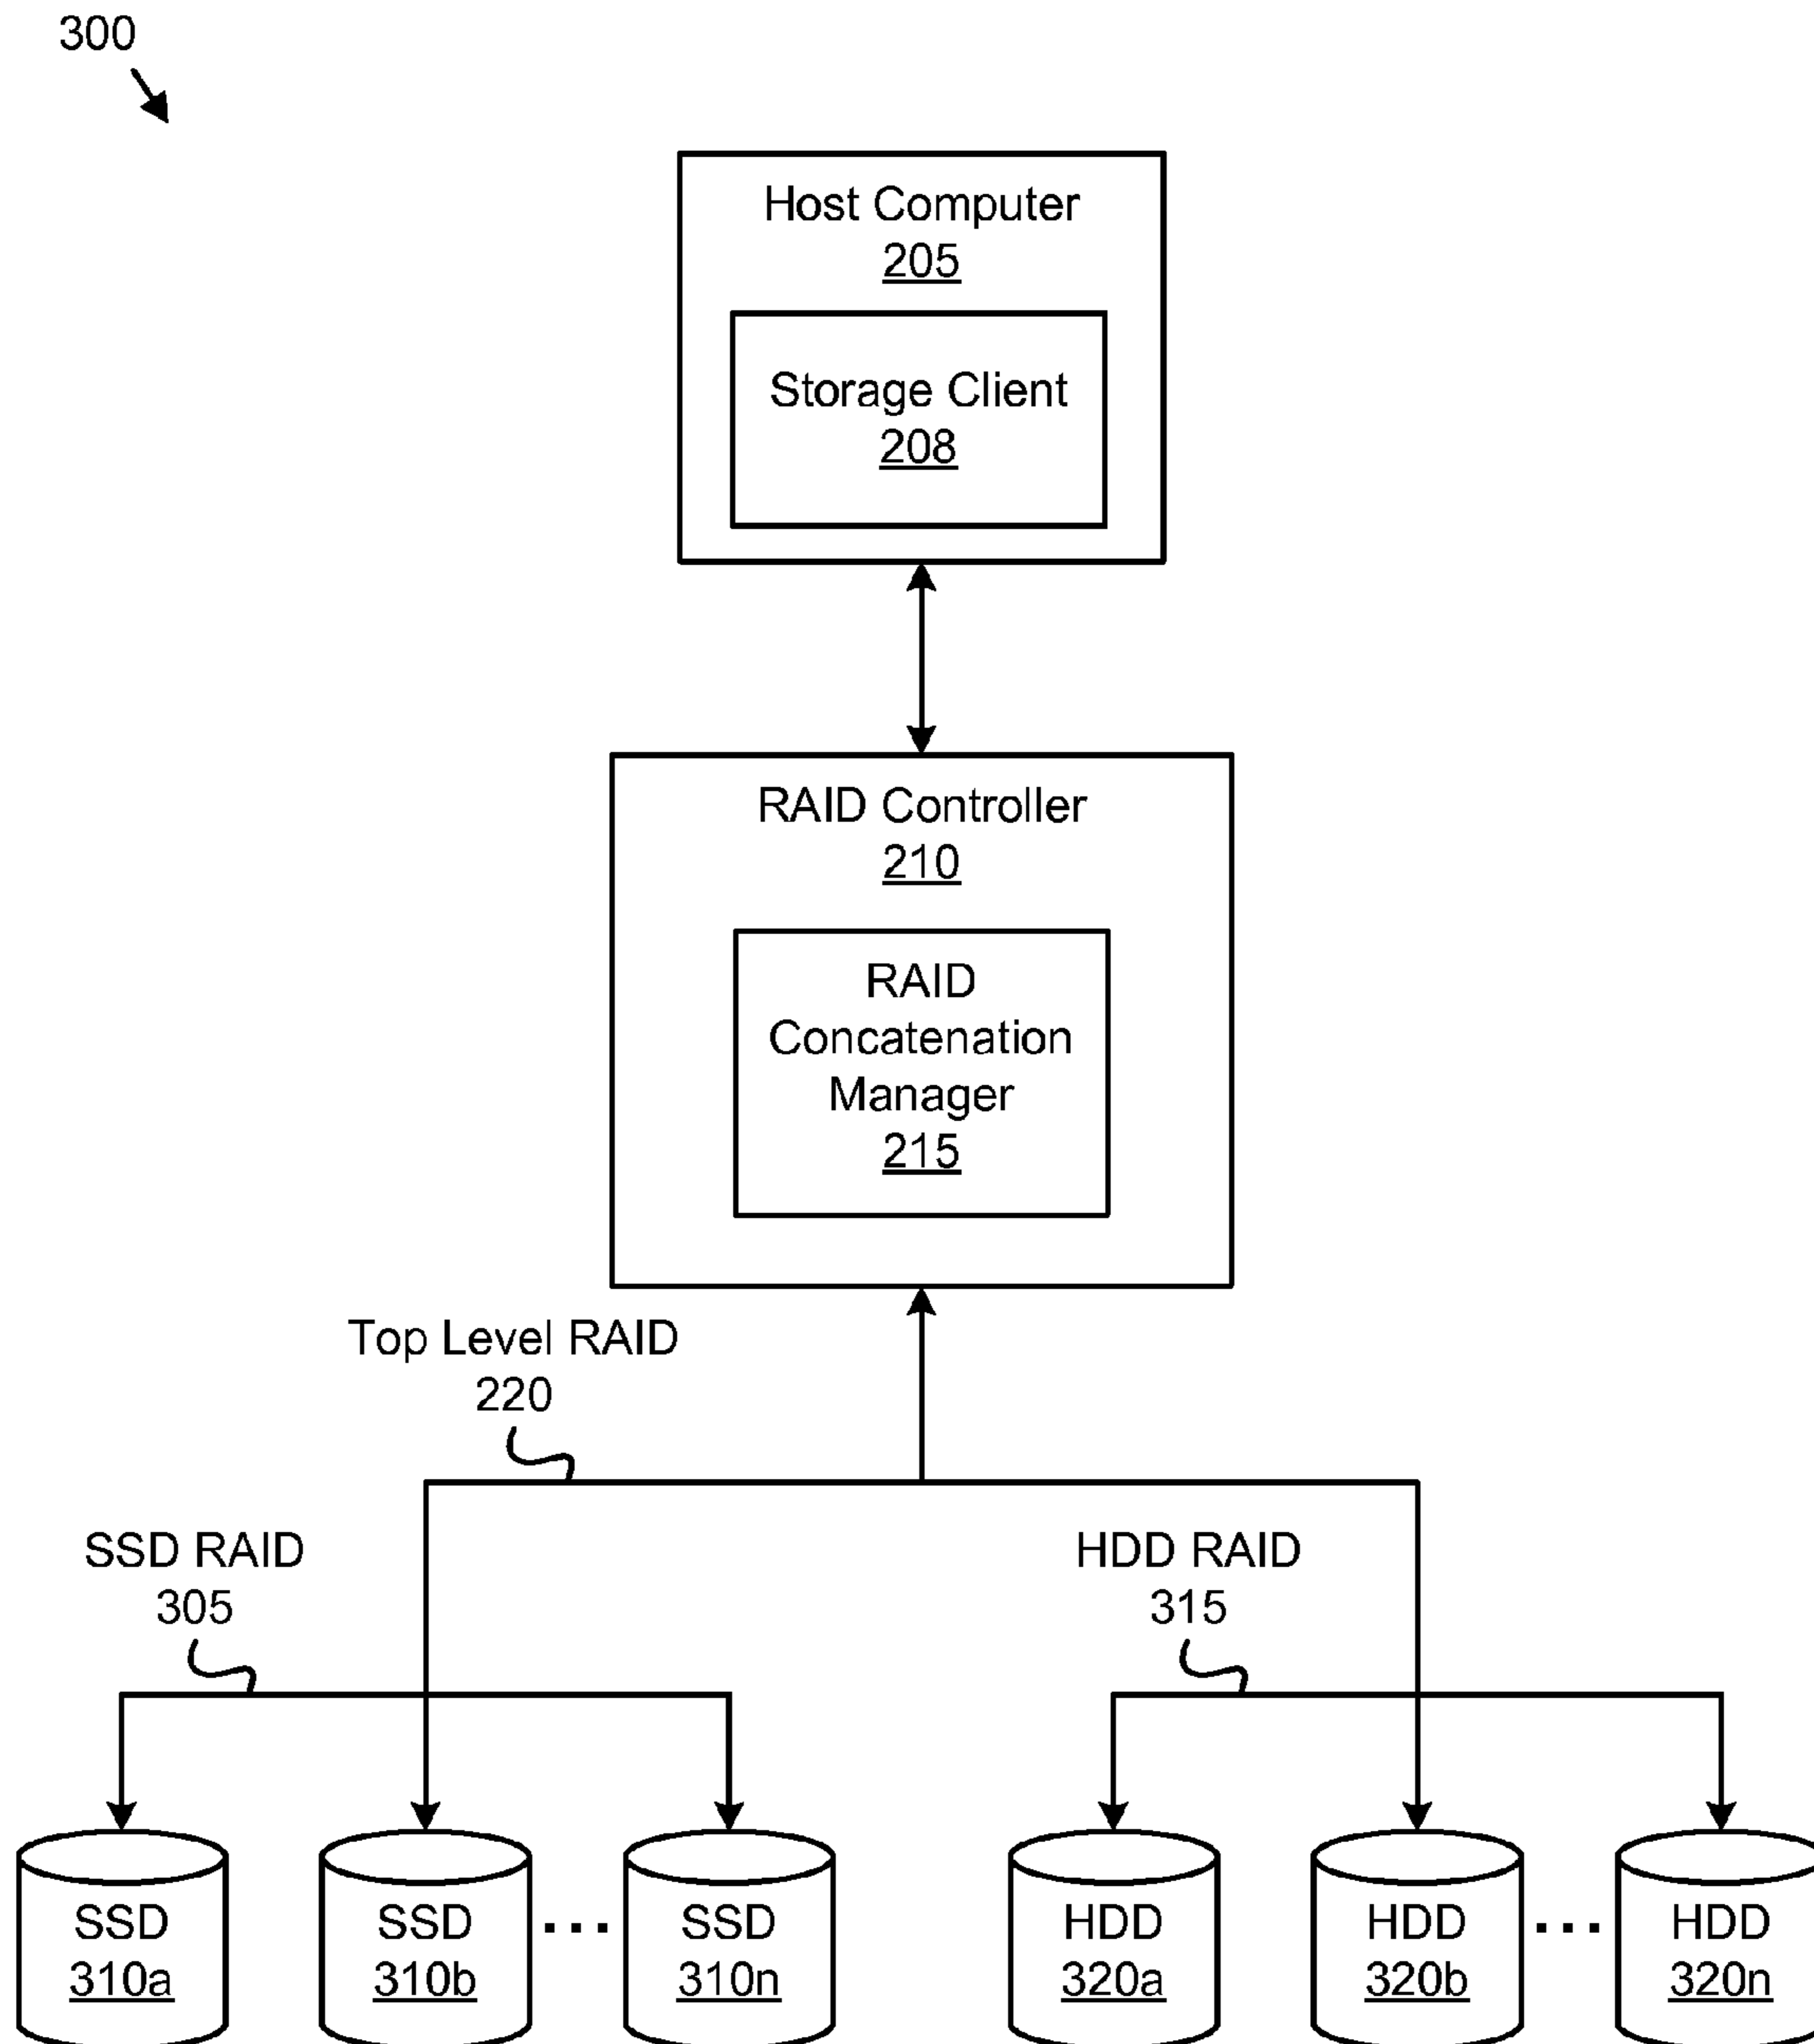 300
Host Computer
205
Storage Client
208
RAID Controller
210
RAID
Concatenation
Manager
215
Top Level RAID
220
SSD RAID
305
HDD RAID
315
SSD
310a
SSD
310b
...
SSD
310n
HDD
320a
HDD
320b
...
HDD
320n